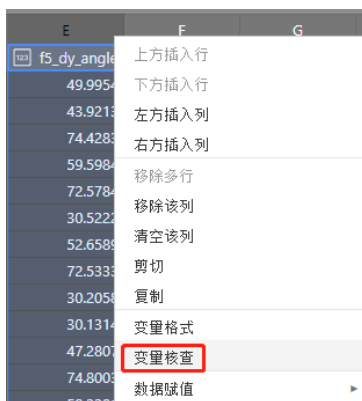 E F G
123 f5_dy_angle
49.9954
43.9213
74.4283
59.5984
72.5784
30.5222
52.6589
72.5333
30.2058
30.1314
47.2807
74.8003
上方插入行
下方插入行
左方插入列
右方插入列
移除多行
移除该列
清空该列
剪切
复制
变量格式
变量核查
数据赋值